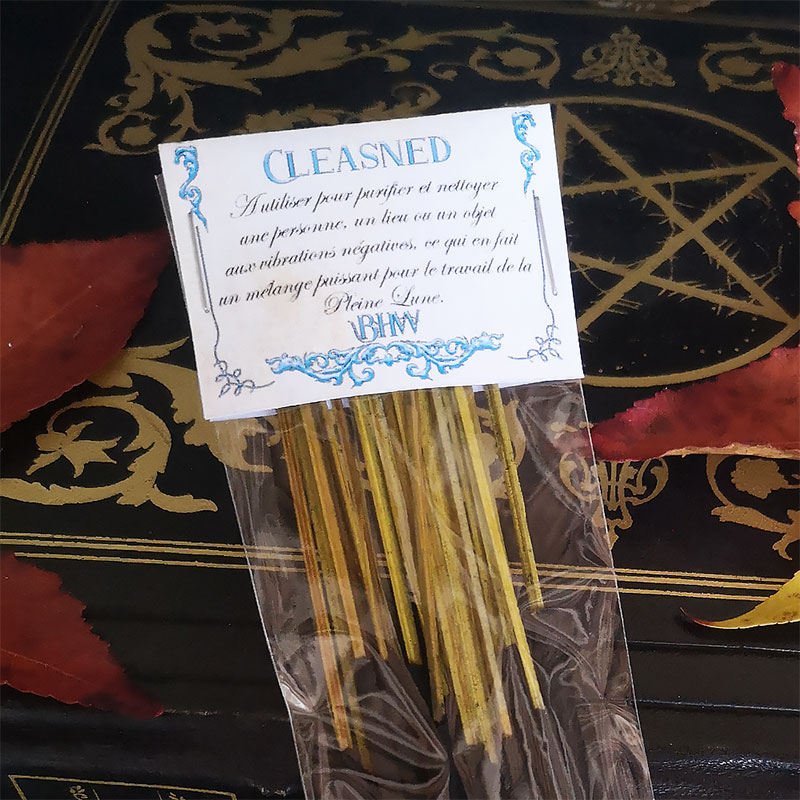 CLEASNED
A utiliser pour purifier et nettoyer
une personne, un lieu ou un objet
aux vibrations négatives, ce qui en fait
un mélange puissant pour le travail de la
Pleine Lune.
BHW